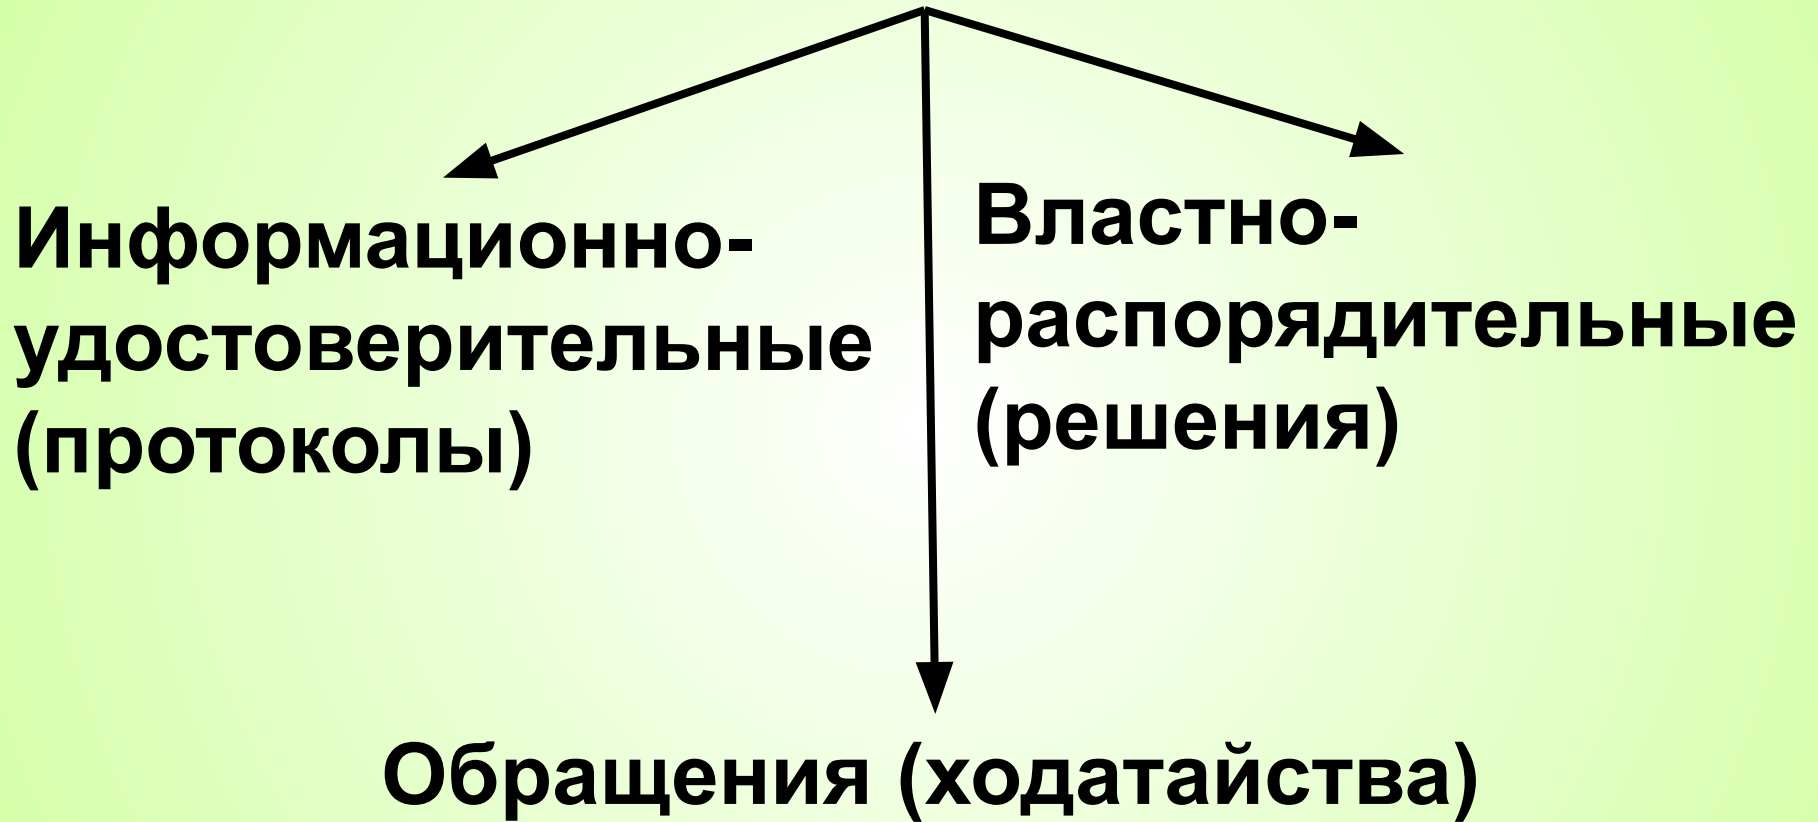 Информационно-
удостоверительные
(протоколы)
Властно-
распорядительные
(решения)
Обращения (ходатайства)